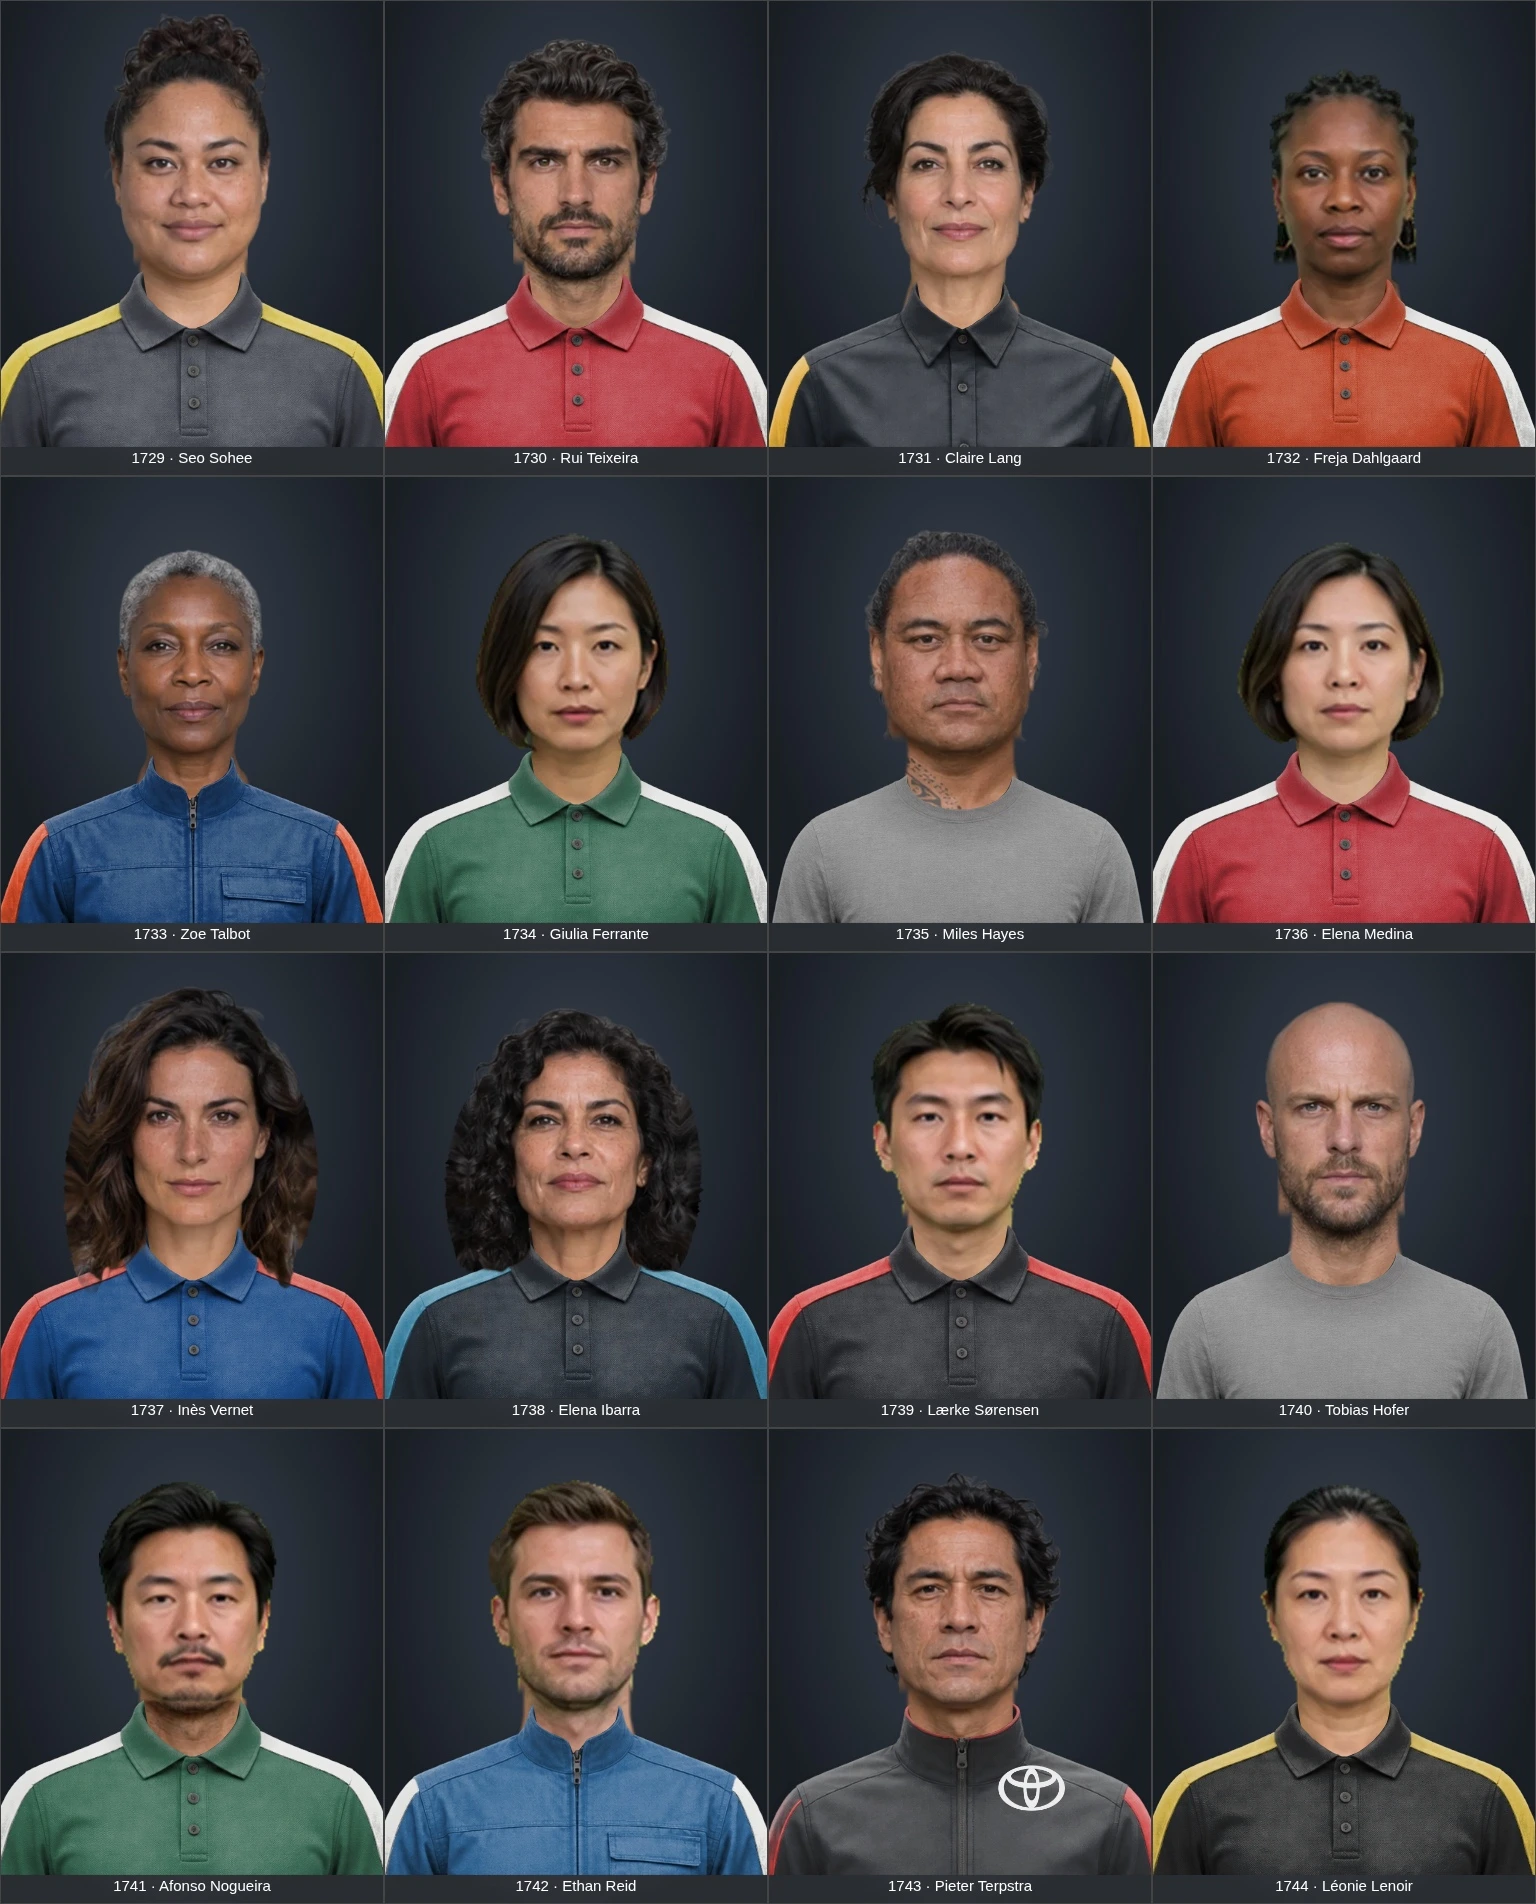 1729 · Seo Sohee
1730 · Rui Teixeira
1731 · Claire Lang
1732 · Freja Dahlgaard
1733 · Zoe Talbot
1734 · Giulia Ferrante
1735 · Miles Hayes
1736 · Elena Medina
1737 · Inès Vernet
1738 · Elena Ibarra
1739 · Lærke Sørensen
1740 · Tobias Hofer
1741 · Afonso Nogueira
1742 · Ethan Reid
1743 · Pieter Terpstra
1744 · Léonie Lenoir